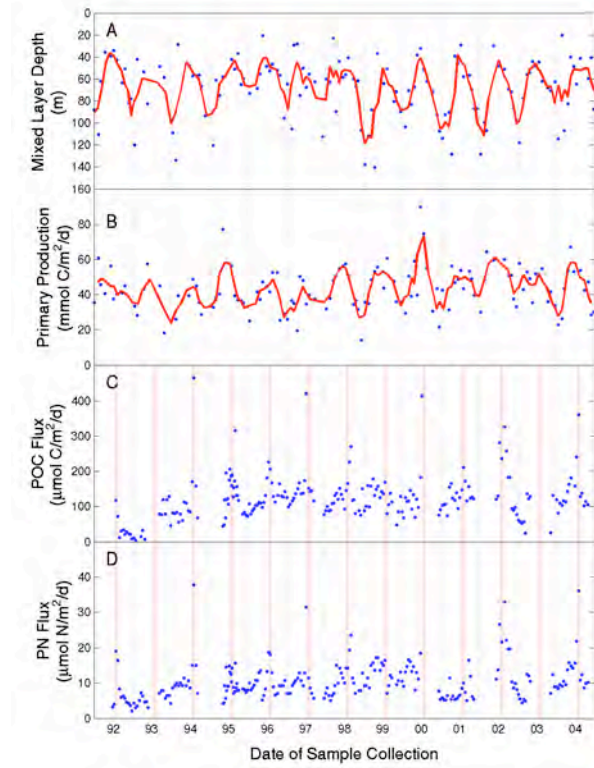 A
Mixed Layer Depth
(m)
0
20
40
60
80
100
120
140
160
B
Primary Production
(mmol C/m²/d)
80
60
40
20
0
C
POC Flux
(µmol C/m²/d)
400
300
200
100
0
D
PN Flux
(µmol N/m²/d)
40
30
20
10
0
92 93 94 95 96 97 98 99 00 01 02 03 04
Date of Sample Collection